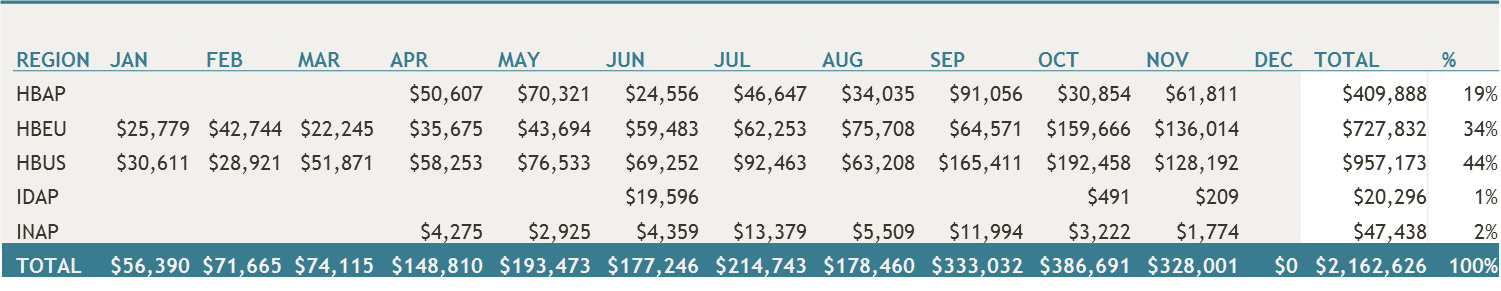 REGION JAN FEB MAR APR MAY JUN JUL AUG SEP OCT NOV DEC TOTAL %
HBAP $50,607 $70,321 $24,556 $46,647 $34,035 $91,056 $30,854 $61,811 $409,888 19%
HBEU $25,779 $42,744 $22,245 $35,675 $43,694 $59,483 $62,253 $75,708 $64,571 $159,666 $136,014 $727,832 34%
HBUS $30,611 $28,921 $51,871 $58,253 $76,533 $69,252 $92,463 $63,208 $165,411 $192,458 $128,192 $957,173 44%
IDAP $19,596 $491 $209 $20,296 1%
INAP $4,275 $2,925 $4,359 $13,379 $5,509 $11,994 $3,222 $1,774 $47,438 2%
TOTAL $56,390 $71,665 $74,115 $148,810 $193,473 $177,246 $214,743 $178,460 $333,032 $386,691 $328,001 $0 $2,162,626 100%